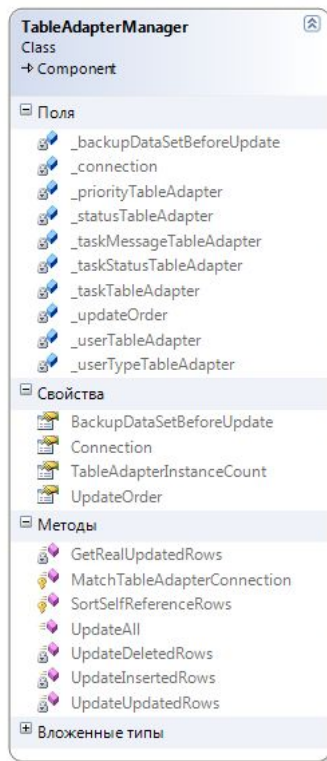 TableAdapterManager
Class
Component
Поля
_backupDataSetBeforeUpdate
_connection
_priorityTableAdapter
_statusTableAdapter
_taskMessageTableAdapter
_taskStatusTableAdapter
_taskTableAdapter
_updateOrder
_userTableAdapter
_userTypeTableAdapter
Свойства
BackupDataSetBeforeUpdate
Connection
TableAdapterInstanceCount
UpdateOrder
Методы
GetRealUpdatedRows
MatchTableAdapterConnection
SortSelfReferenceRows
UpdateAll
UpdateDeletedRows
UpdateInsertedRows
UpdateUpdatedRows
Вложенные типы